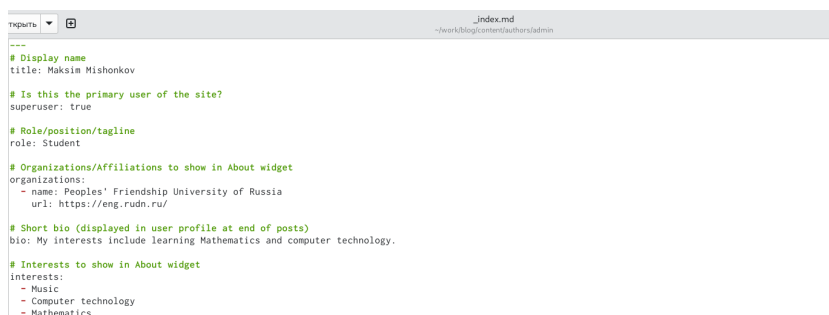 ткрыть
_index.md
~/work/blog/content/authors/admin
---
# Display name
title: Maksim Mishonkov

# Is this the primary user of the site?
superuser: true

# Role/position/tagline
role: Student

# Organizations/Affiliations to show in About widget
organizations:
  - name: Peoples' Friendship University of Russia
    url: https://eng.rudn.ru/

# Short bio (displayed in user profile at end of posts)
bio: My interests include learning Mathematics and computer technology.

# Interests to show in About widget
interests:
  - Music
  - Computer technology
  - Mathematics